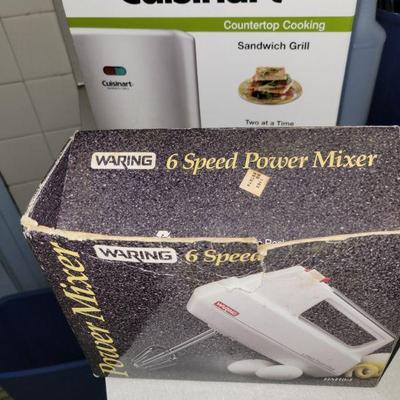 Cuisinart
Countertop Cooking
Sandwich Grill
Cuisinart
Two at a Time
WARING 6 Speed Power Mixer
WARING 6 Speed
Power Mixer
WARING